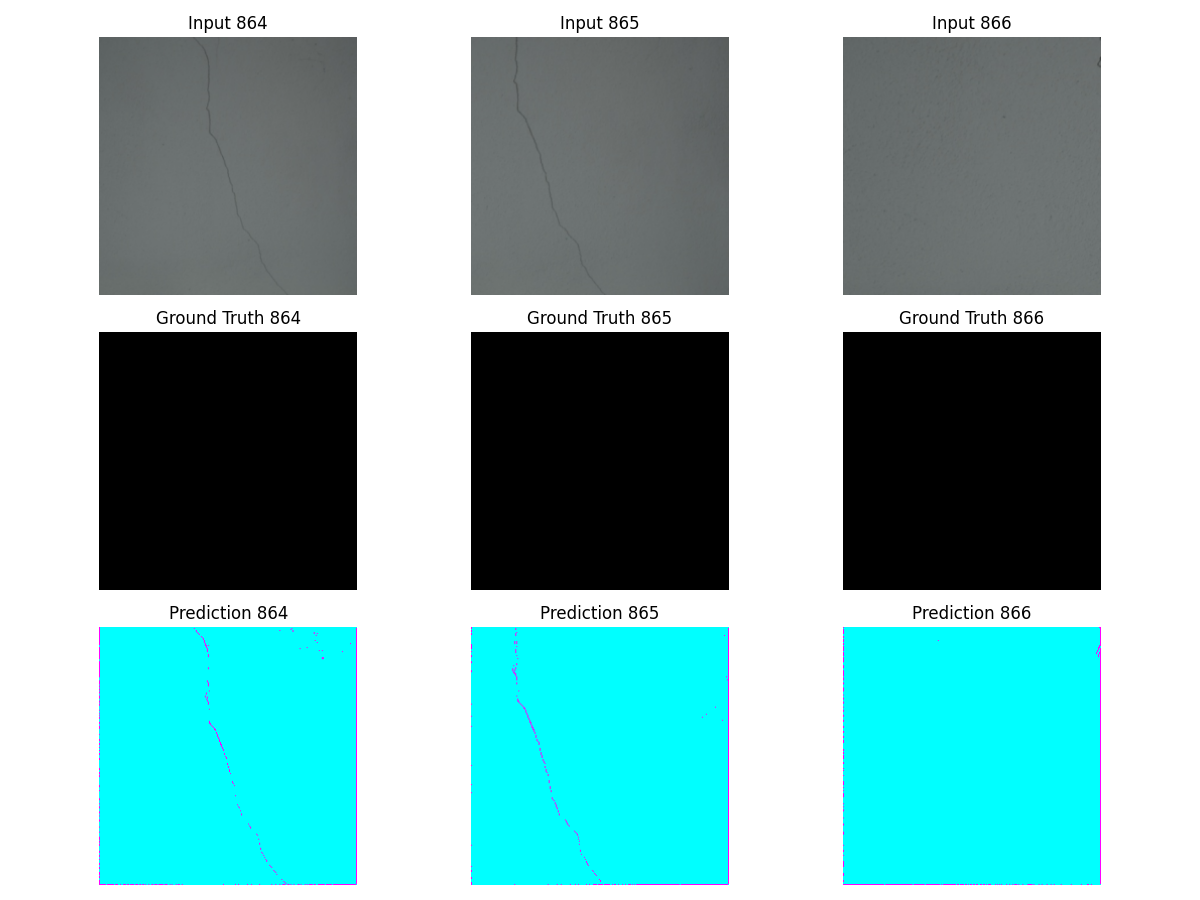 Input 864
Input 865
Input 866
Ground Truth 864
Ground Truth 865
Ground Truth 866
Prediction 864
Prediction 865
Prediction 866